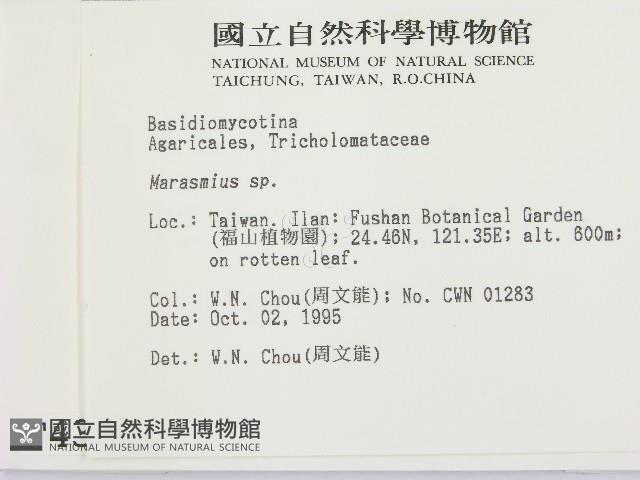 國立自然科學博物館
NATIONAL MUSEUM OF NATURAL SCIENCE
TAICHUNG, TAIWAN, R.O.CHINA
Basidiomycotina
Agaricales, Tricholomataceae
Marasmius sp.
Loc.: Taiwan. Ilan: Fushan Botanical Garden
(福山植物園); 24.46N, 121.35E; alt. 600m;
on rotten leaf.
Col.: W.N. Chou(周文能); No. CWN 01283
Date: Oct. 02, 1995
Det.: W.N. Chou(周文能)
國立自然科學博物館
NATIONAL MUSEUM OF NATURAL SCIENCE